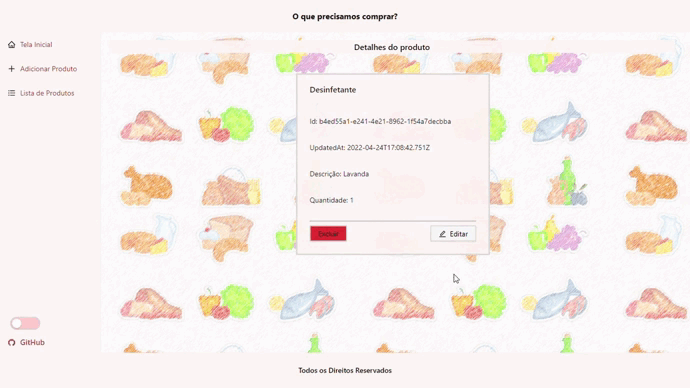 O que precisamos comprar?
Tela Inicial
Adicionar Produto
Lista de Produtos
Detalhes do produto
Desinfetante
Id: b4ed55a1-e241-4e21-8962-1f54a7decbba
UpdatedAt: 2022-04-24T17:08:42.751Z
Descrição: Lavanda
Quantidade: 1
Excluir
Editar
GitHub
Todos os Direitos Reservados